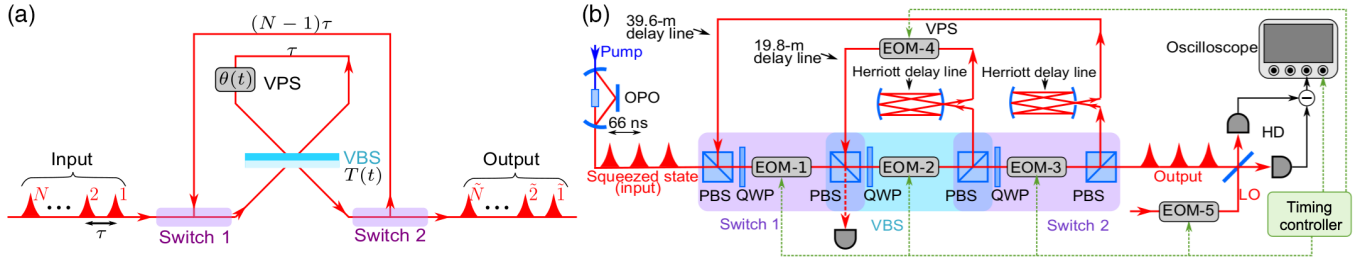 (a)
(N−1)τ
τ
θ(t)
VPS
VBS
T(t)
Input
Output
N
2
1
Ñ
2̃
1̃
τ
Switch 1
Switch 2
(b)
39.6-m
delay line
Pump
OPO
66 ns
Squeezed state
(input)
19.8-m
delay line
VPS
EOM-4
Herriott delay line
Herriott delay line
EOM-1
EOM-2
EOM-3
PBS
QWP
PBS
QWP
PBS
QWP
PBS
Switch 1
VBS
Switch 2
Output
LO
HD
EOM-5
Oscilloscope
Timing
controller